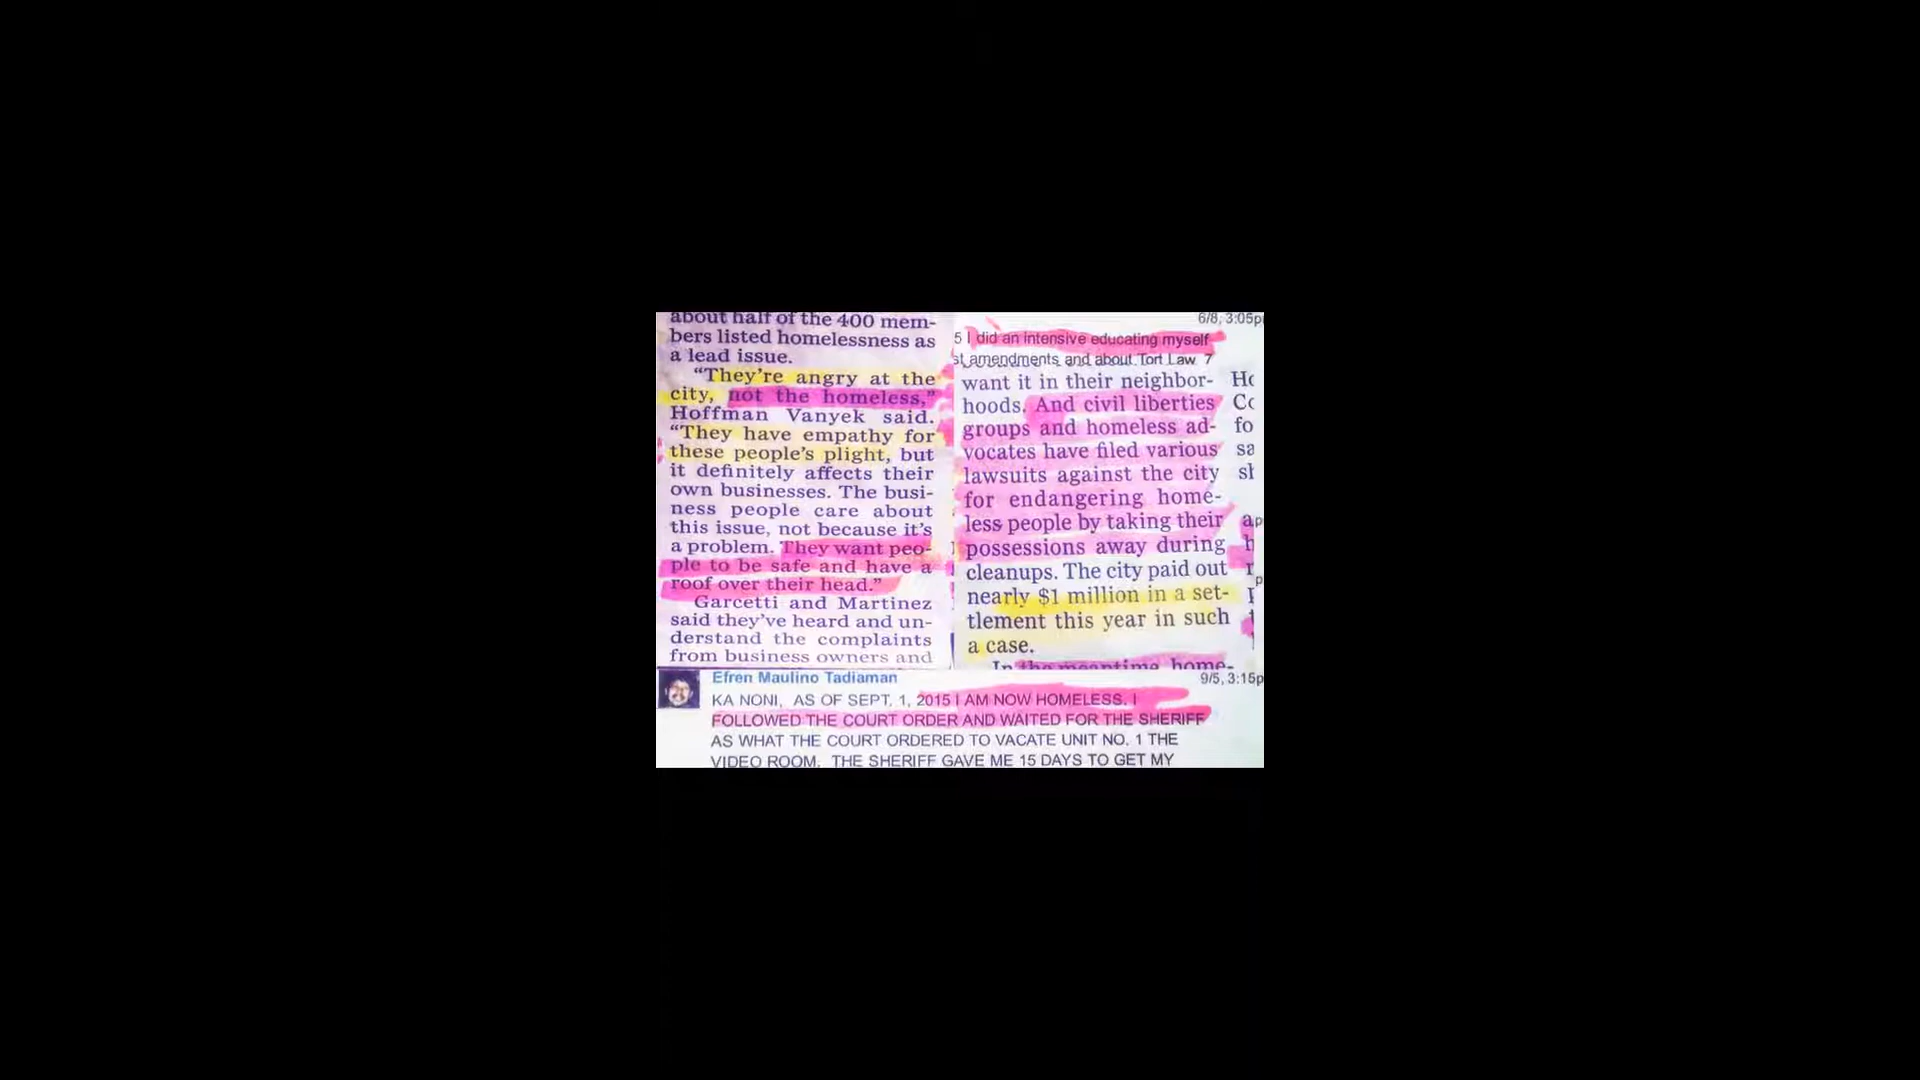 about half of the 400 mem-
bers listed homelessness as
a lead issue.
“They're angry at the
city, not the homeless,”
Hoffman Vanyek said.
“They have empathy for
these people's plight, but
it definitely affects their
own businesses. The busi-
ness people care about
this issue, not because it's
a problem. They want peo-
ple to be safe and have a
roof over their head.”
Garcetti and Martinez
said they've heard and un-
derstand the complaints
from business owners and
6/8, 3:05p
5 I did an intensive educating myself
st amendments and about Tort Law 7
want it in their neighbor-
hoods. And civil liberties
groups and homeless ad-
vocates have filed various
lawsuits against the city
for endangering home-
less people by taking their
possessions away during
cleanups. The city paid out
nearly $1 million in a set-
tlement this year in such
a case.
In the meantime, home-
Efren Maulino Tadiaman
9/5, 3:15p
KA NONI, AS OF SEPT. 1, 2015 I AM NOW HOMELESS. I
FOLLOWED THE COURT ORDER AND WAITED FOR THE SHERIFF
AS WHAT THE COURT ORDERED TO VACATE UNIT NO. 1 THE
VIDEO ROOM. THE SHERIFF GAVE ME 15 DAYS TO GET MY